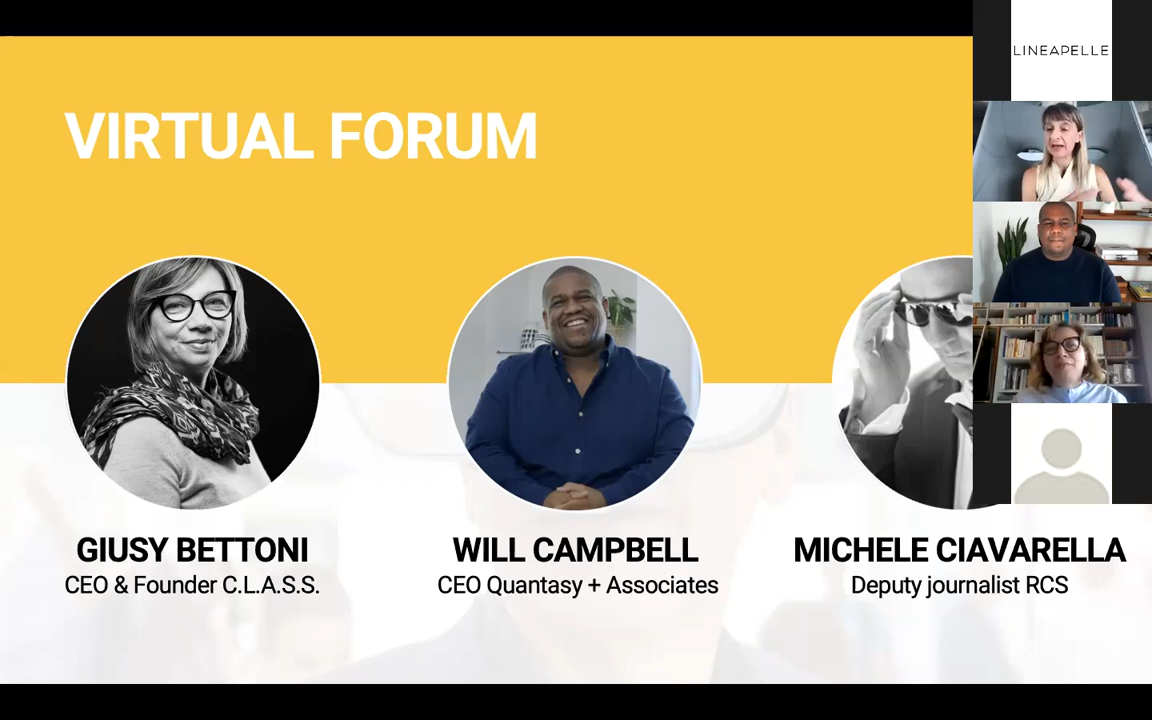 VIRTUAL FORUM
LINEAPELLE
GIUSY BETTONI
CEO & Founder C.L.A.S.S.
WILL CAMPBELL
CEO Quantasy + Associates
MICHELE CIAVARELLA
Deputy journalist RCS